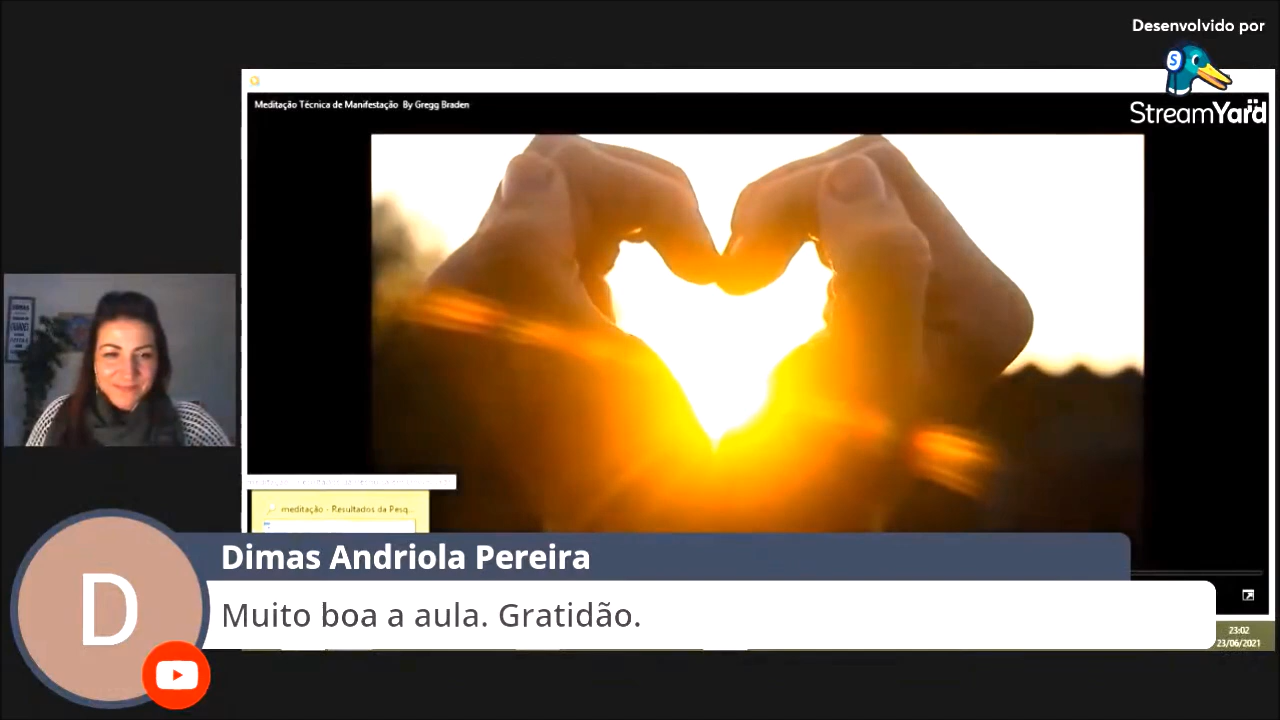 Desenvolvido por
StreamYard
Meditação Técnica de Manifestação By Gregg Braden
meditação - Resultados da Pesq...
Dimas Andriola Pereira
D
Muito boa a aula. Gratidão.
23:02
23/06/2021